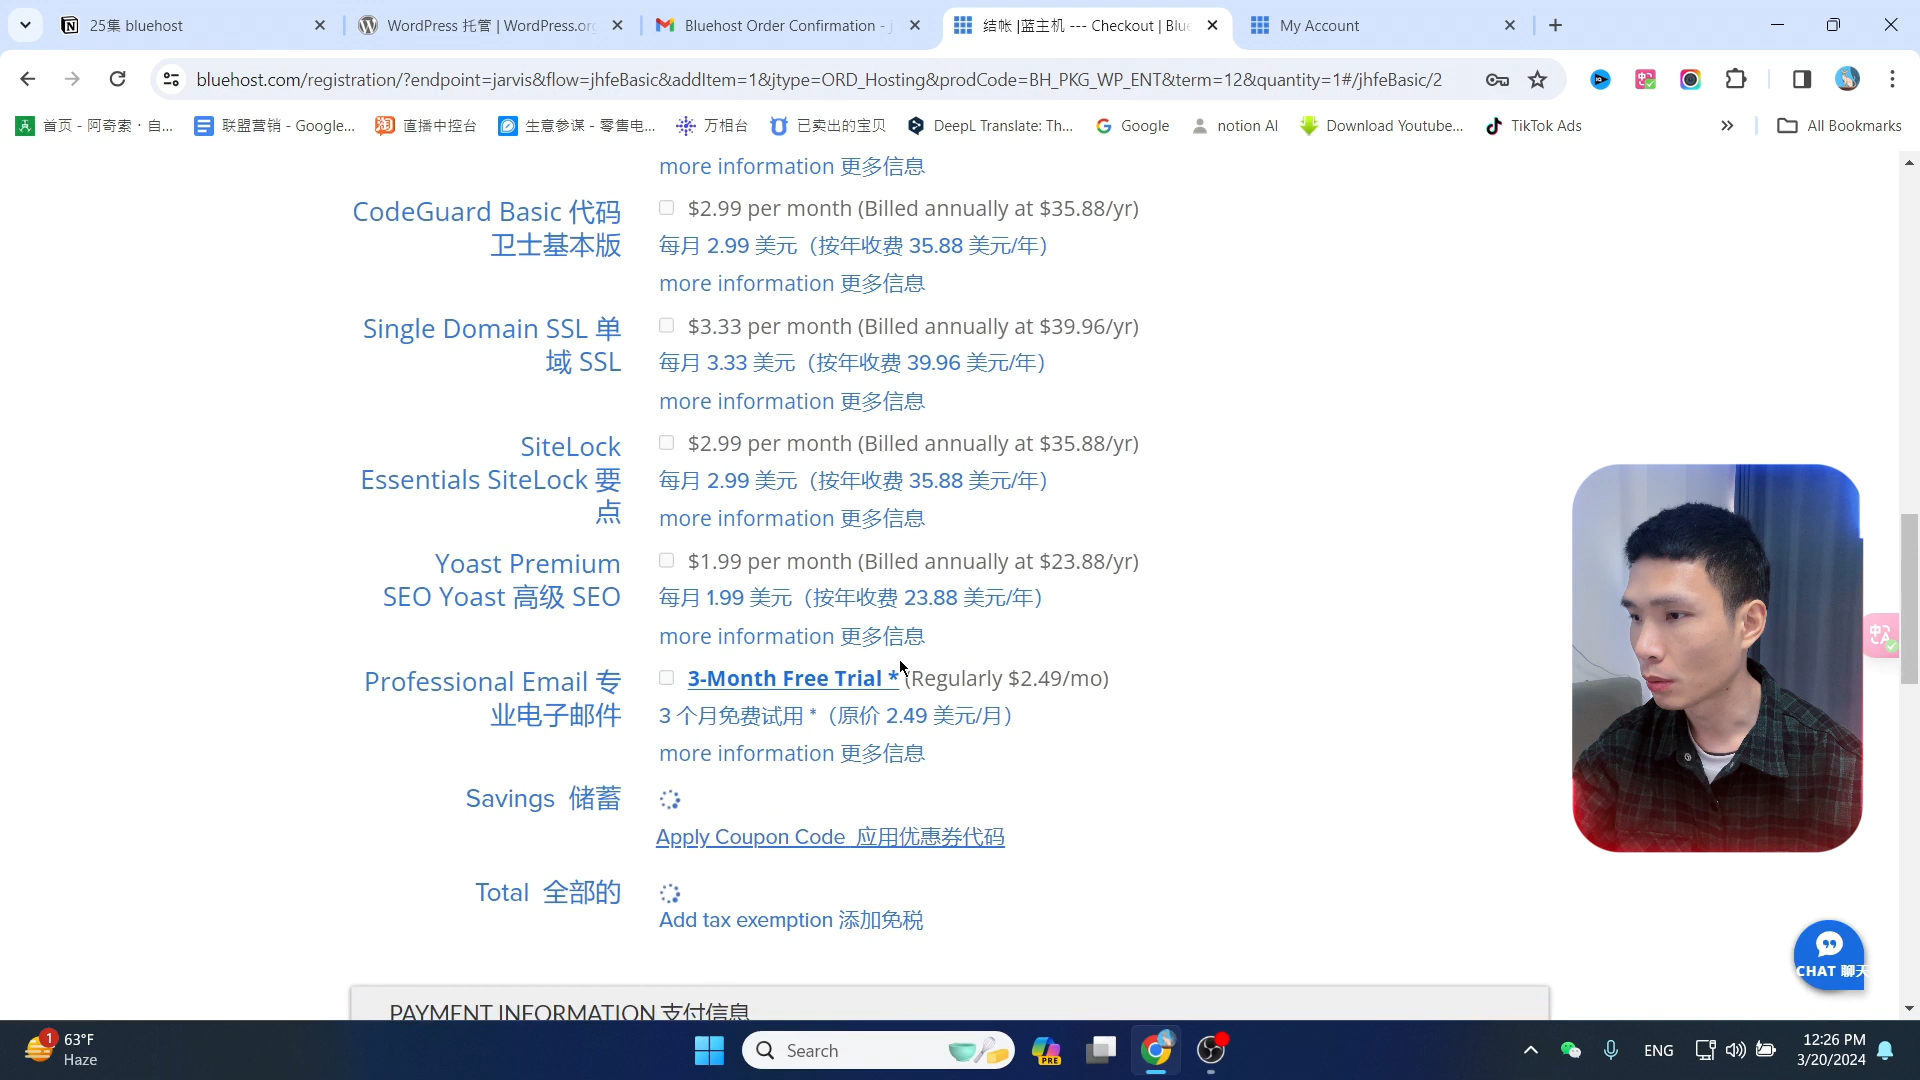 25集 bluehost
WordPress 托管 | WordPress.org
Bluehost Order Confirmation - j
结帐 |蓝主机 --- Checkout | Blue
My Account
bluehost.com/registration/?endpoint=jarvis&flow=jhfeBasic&addItem=1&jtype=ORD_Hosting&prodCode=BH_PKG_WP_ENT&term=12&quantity=1#/jhfeBasic/2
首页 - 阿奇索 · 自...
联盟营销 - Google...
直播中控台
生意参谋 - 零售电...
万相台
已卖出的宝贝
DeepL Translate: Th...
Google
notion AI
Download Youtube...
TikTok Ads
All Bookmarks
more information 更多信息
CodeGuard Basic 代码
卫士基本版
$2.99 per month (Billed annually at $35.88/yr)
每月 2.99 美元（按年收费 35.88 美元/年）
more information 更多信息
Single Domain SSL 单
域 SSL
$3.33 per month (Billed annually at $39.96/yr)
每月 3.33 美元（按年收费 39.96 美元/年）
more information 更多信息
SiteLock
Essentials SiteLock 要
点
$2.99 per month (Billed annually at $35.88/yr)
每月 2.99 美元（按年收费 35.88 美元/年）
more information 更多信息
Yoast Premium
SEO Yoast 高级 SEO
$1.99 per month (Billed annually at $23.88/yr)
每月 1.99 美元（按年收费 23.88 美元/年）
more information 更多信息
Professional Email 专
业电子邮件
3-Month Free Trial * (Regularly $2.49/mo)
3 个月免费试用 *（原价 2.49 美元/月）
more information 更多信息
Savings 储蓄
Apply Coupon Code 应用优惠券代码
Total 全部的
Add tax exemption 添加免税
CHAT 聊天
PAYMENT INFORMATION 支付信息
1
63°F
Haze
Search
PRE
ENG
12:26 PM
3/20/2024